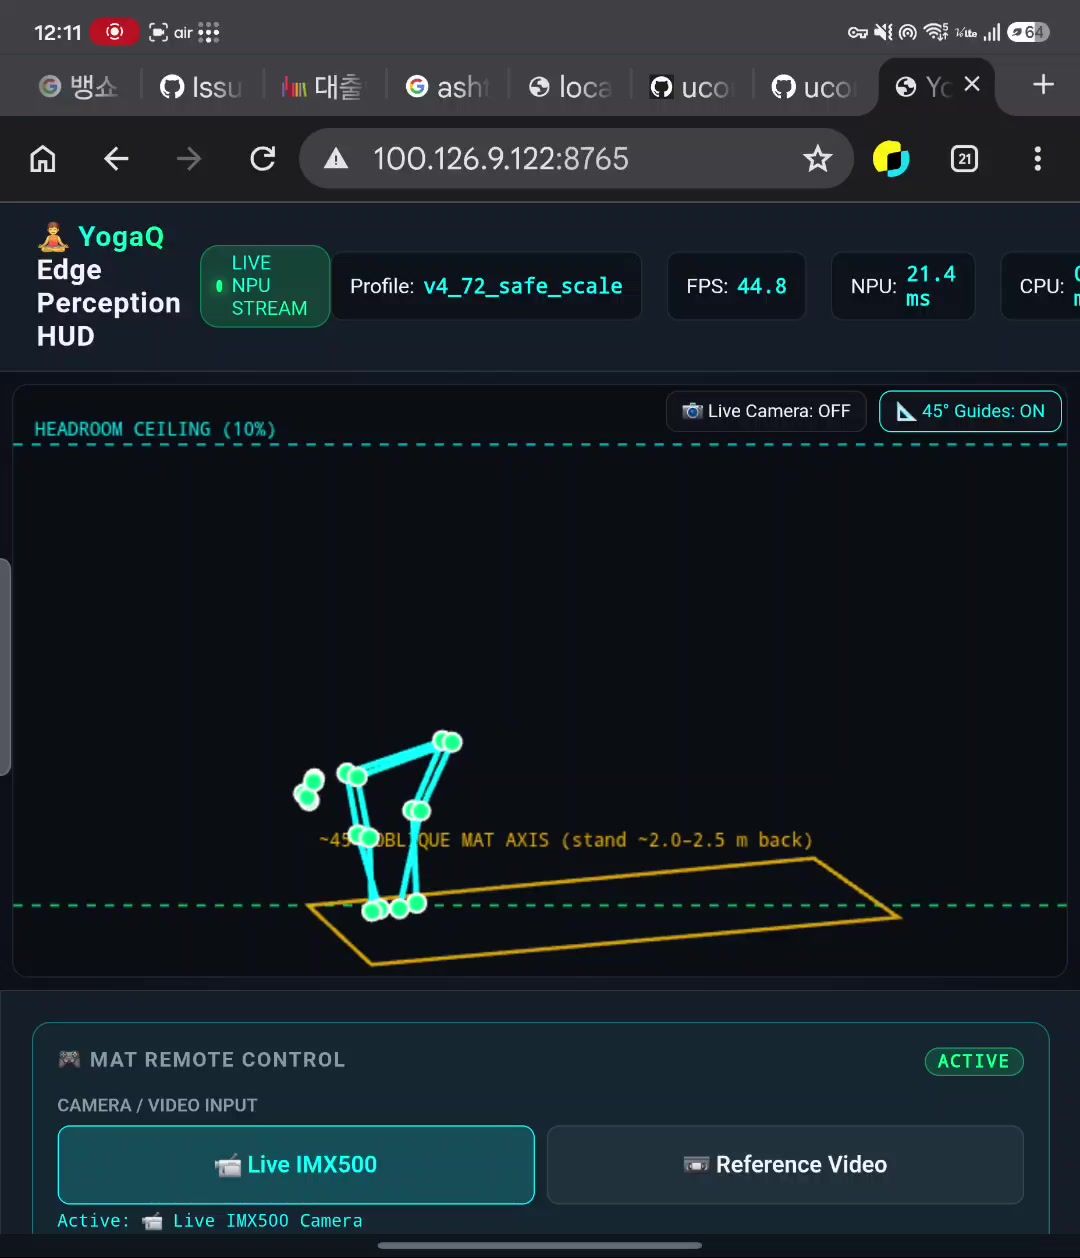 12:11 air 64
뱅쇼 Issu 대출 asht loca uco uco Yo
100.126.9.122:8765 21
YogaQ
Edge
Perception
HUD
LIVE
NPU
STREAM
Profile: v4_72_safe_scale
FPS: 44.8
NPU: 21.4
ms
CPU:
HEADROOM CEILING (10%)
Live Camera: OFF
45° Guides: ON
~45 OBLIQUE MAT AXIS (stand ~2.0–2.5 m back)
MAT REMOTE CONTROL
ACTIVE
CAMERA / VIDEO INPUT
Live IMX500
Reference Video
Active: Live IMX500 Camera